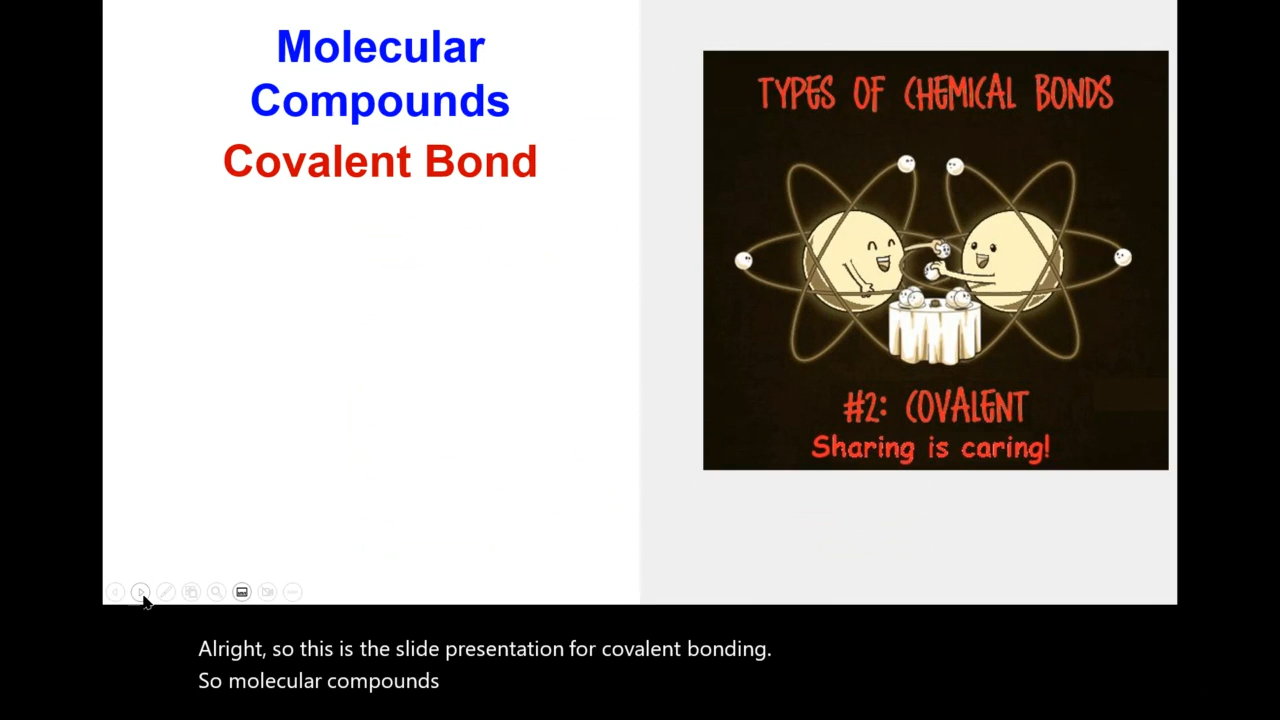 Molecular
Compounds
Covalent Bond
TYPES OF CHEMICAL BONDS
#2: COVALENT
Sharing is caring!
Alright, so this is the slide presentation for covalent bonding.
So molecular compounds